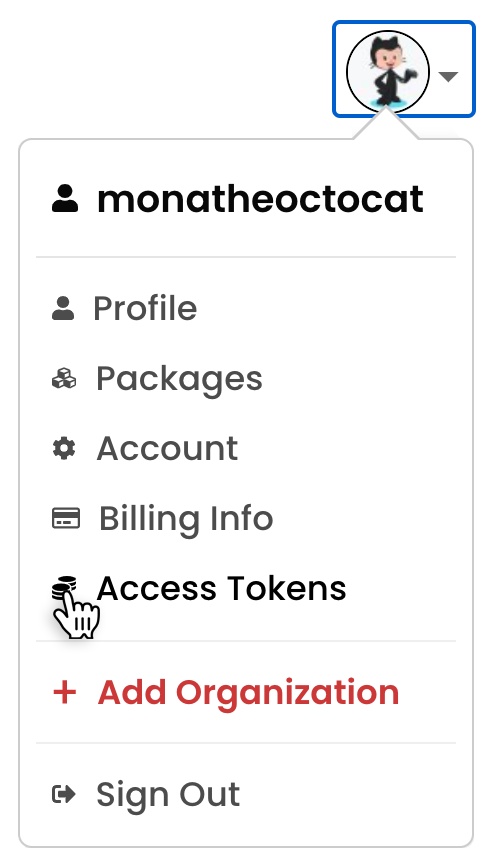 monatheoctocat
Profile
Packages
Account
Billing Info
Access Tokens
Add Organization
Sign Out